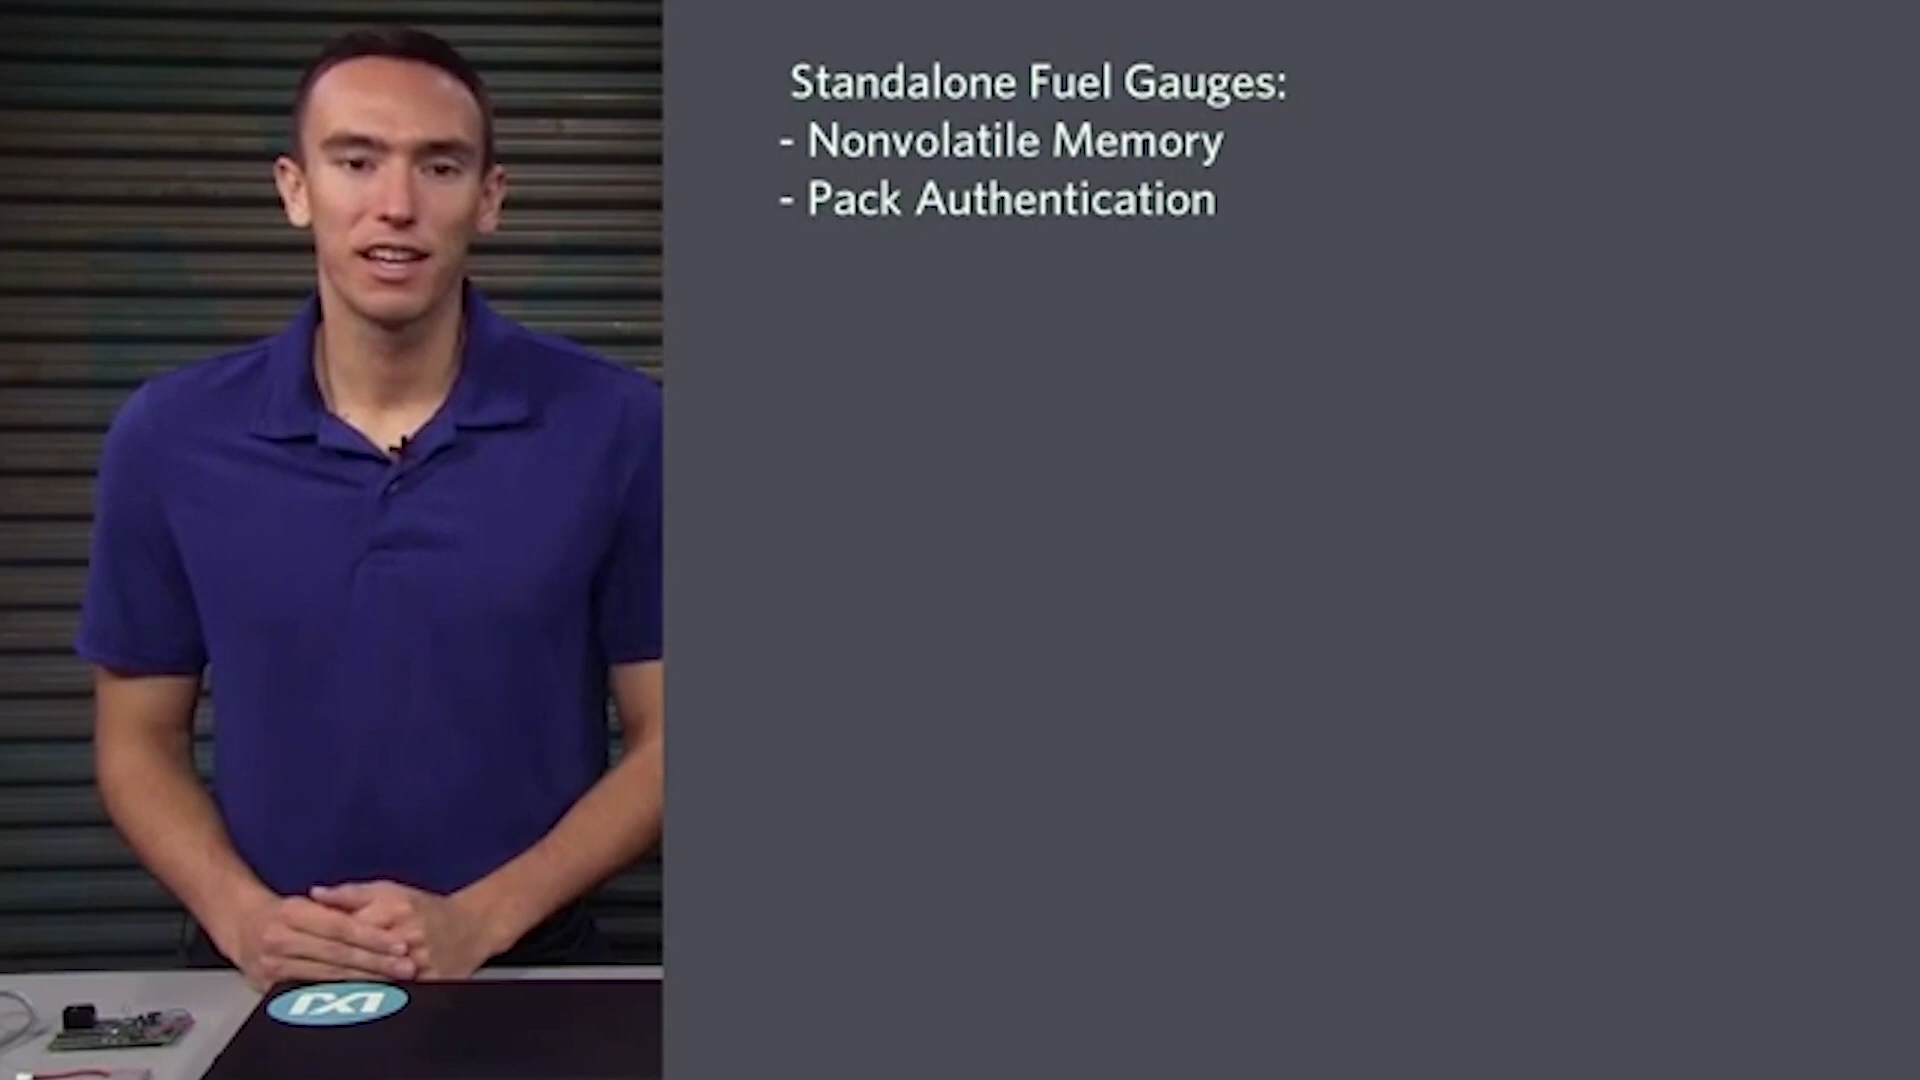 Standalone Fuel Gauges:
- Nonvolatile Memory
- Pack Authentication